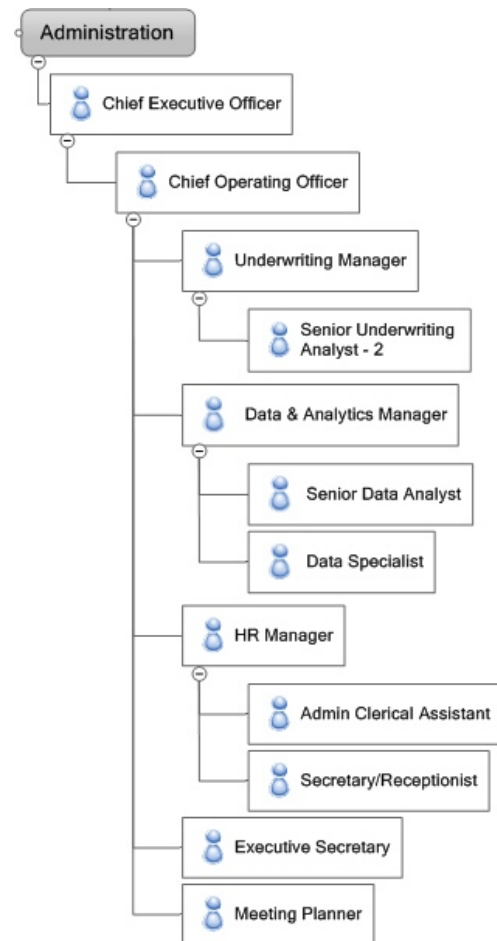 Administration
Chief Executive Officer
Chief Operating Officer
Underwriting Manager
Senior Underwriting
Analyst - 2
Data & Analytics Manager
Senior Data Analyst
Data Specialist
HR Manager
Admin Clerical Assistant
Secretary/Receptionist
Executive Secretary
Meeting Planner